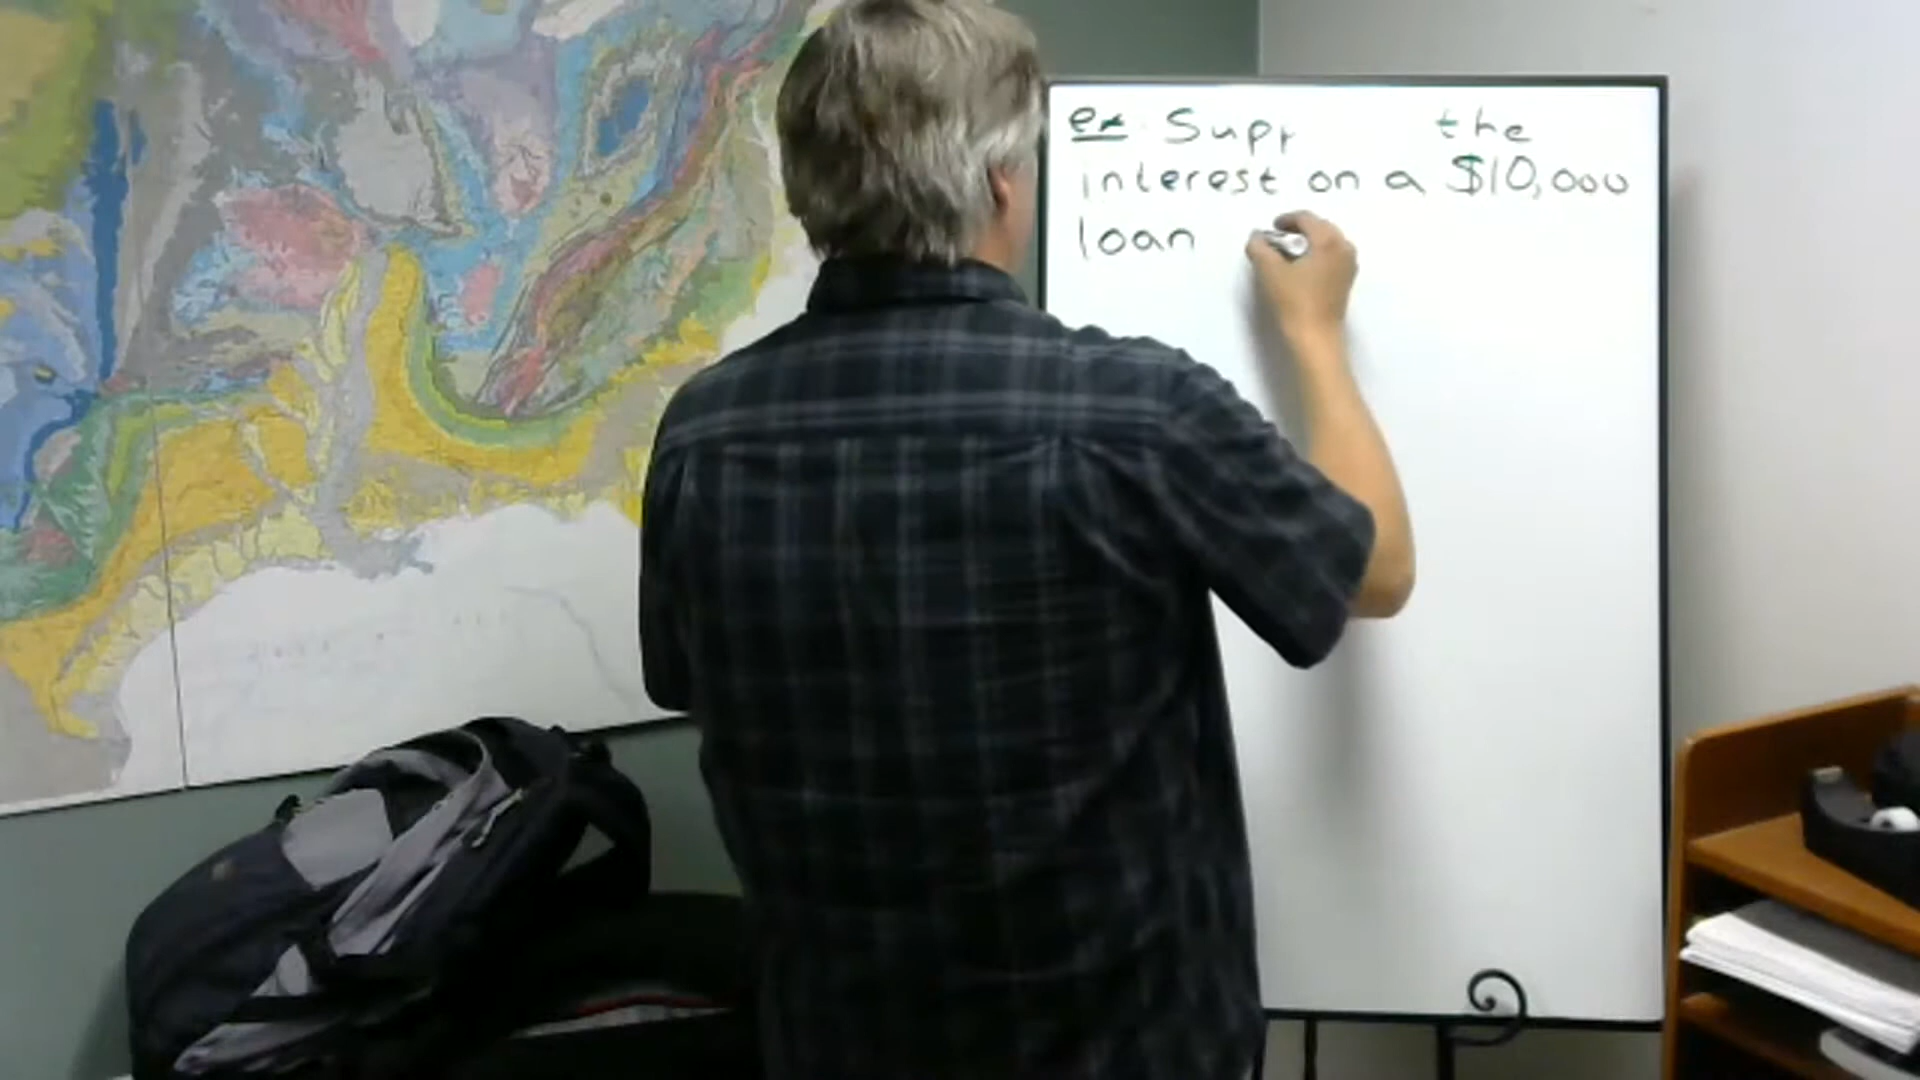 ex Supp the
interest on a $10,000
loan